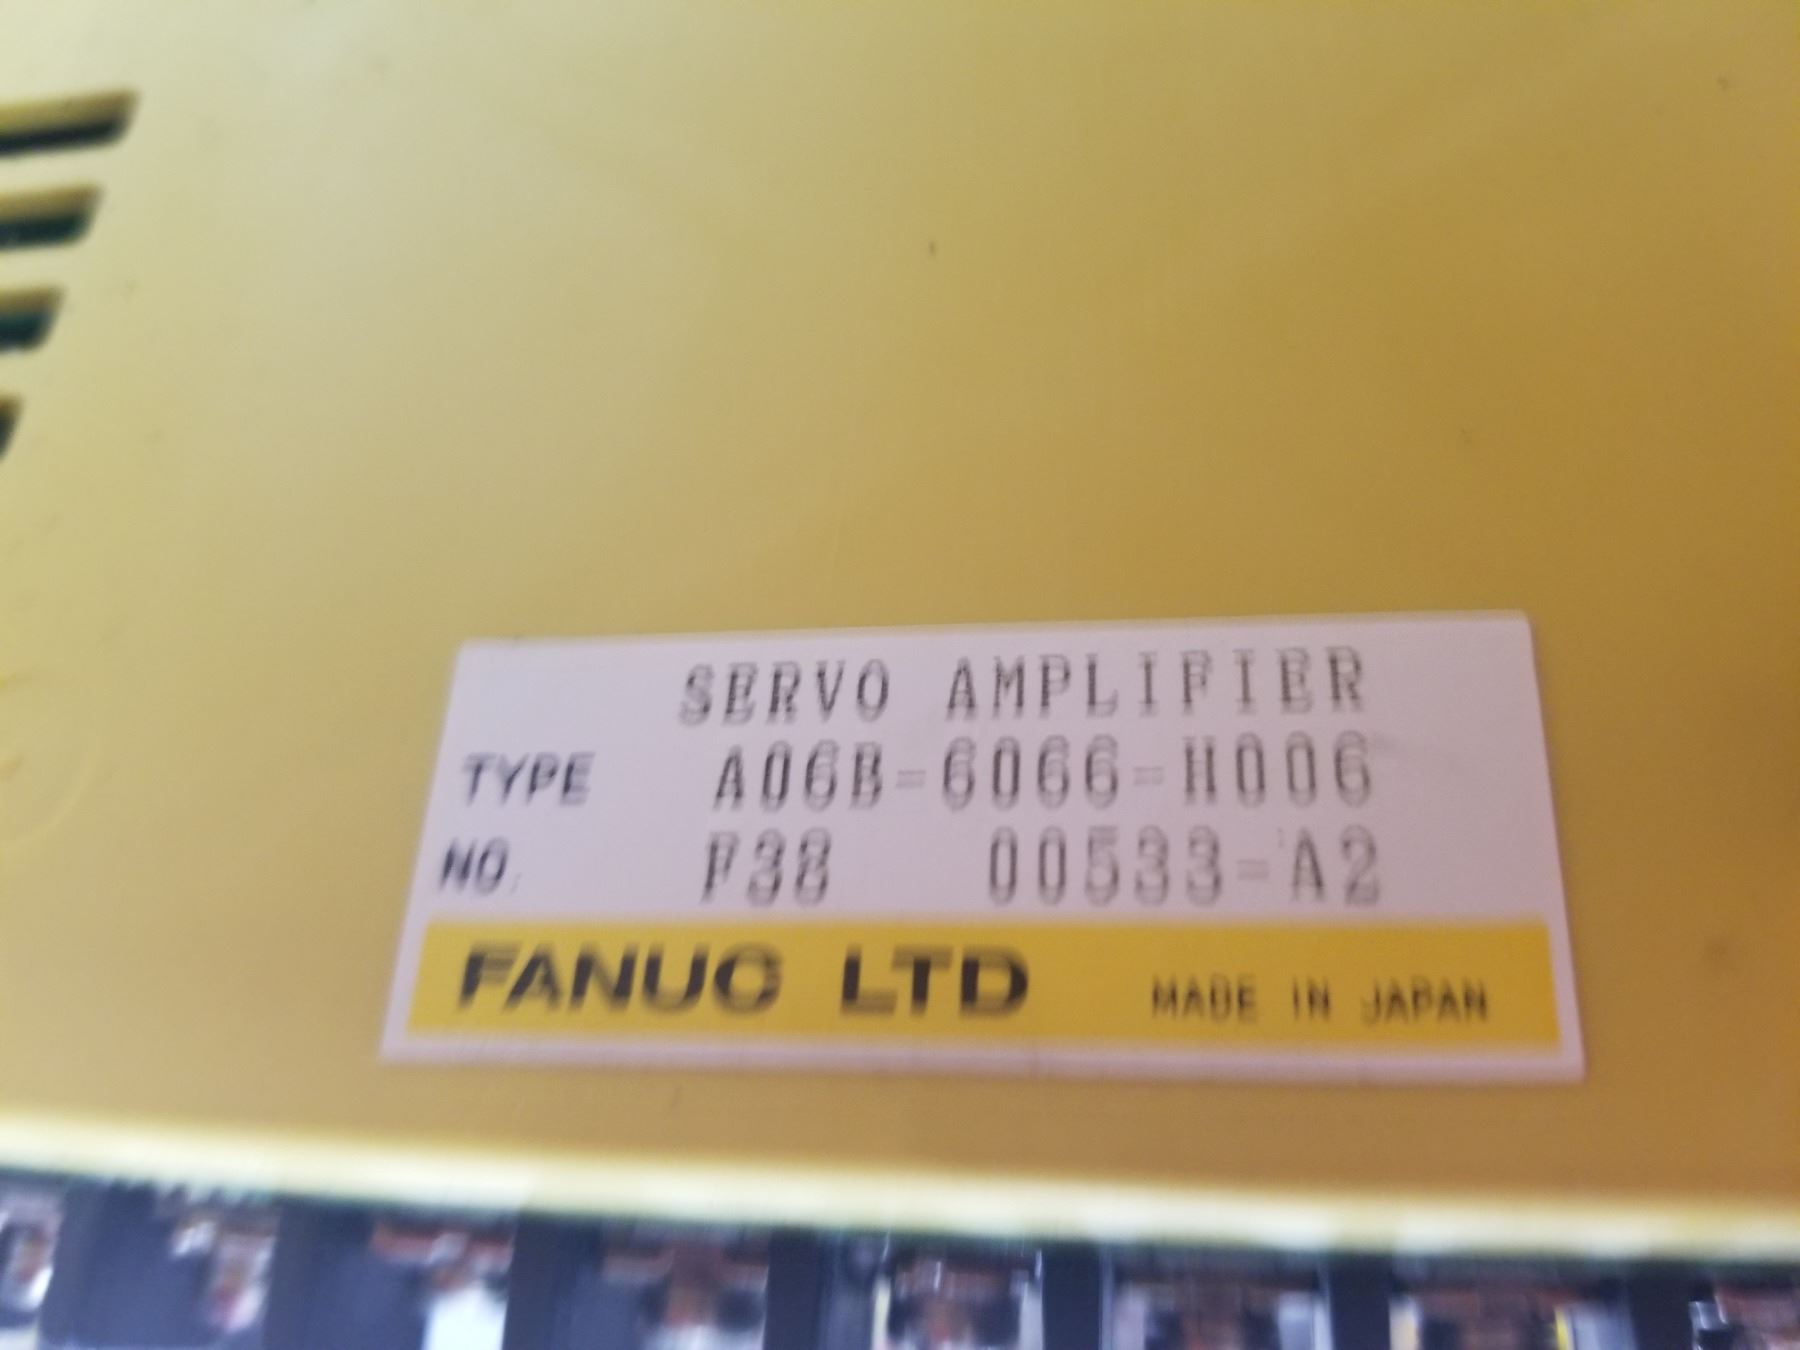 SERVO AMPLIFIER
TYPE A06B-6066-H006
NO. F38 00533-A2
FANUC LTD MADE IN JAPAN